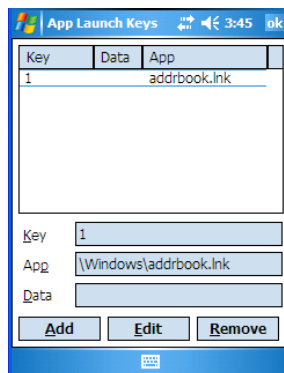 App Launch Keys 3:45 ok
Key Data App
1 addrbook.lnk
Key 1
App \Windows\addrbook.lnk
Data
Add Edit Remove